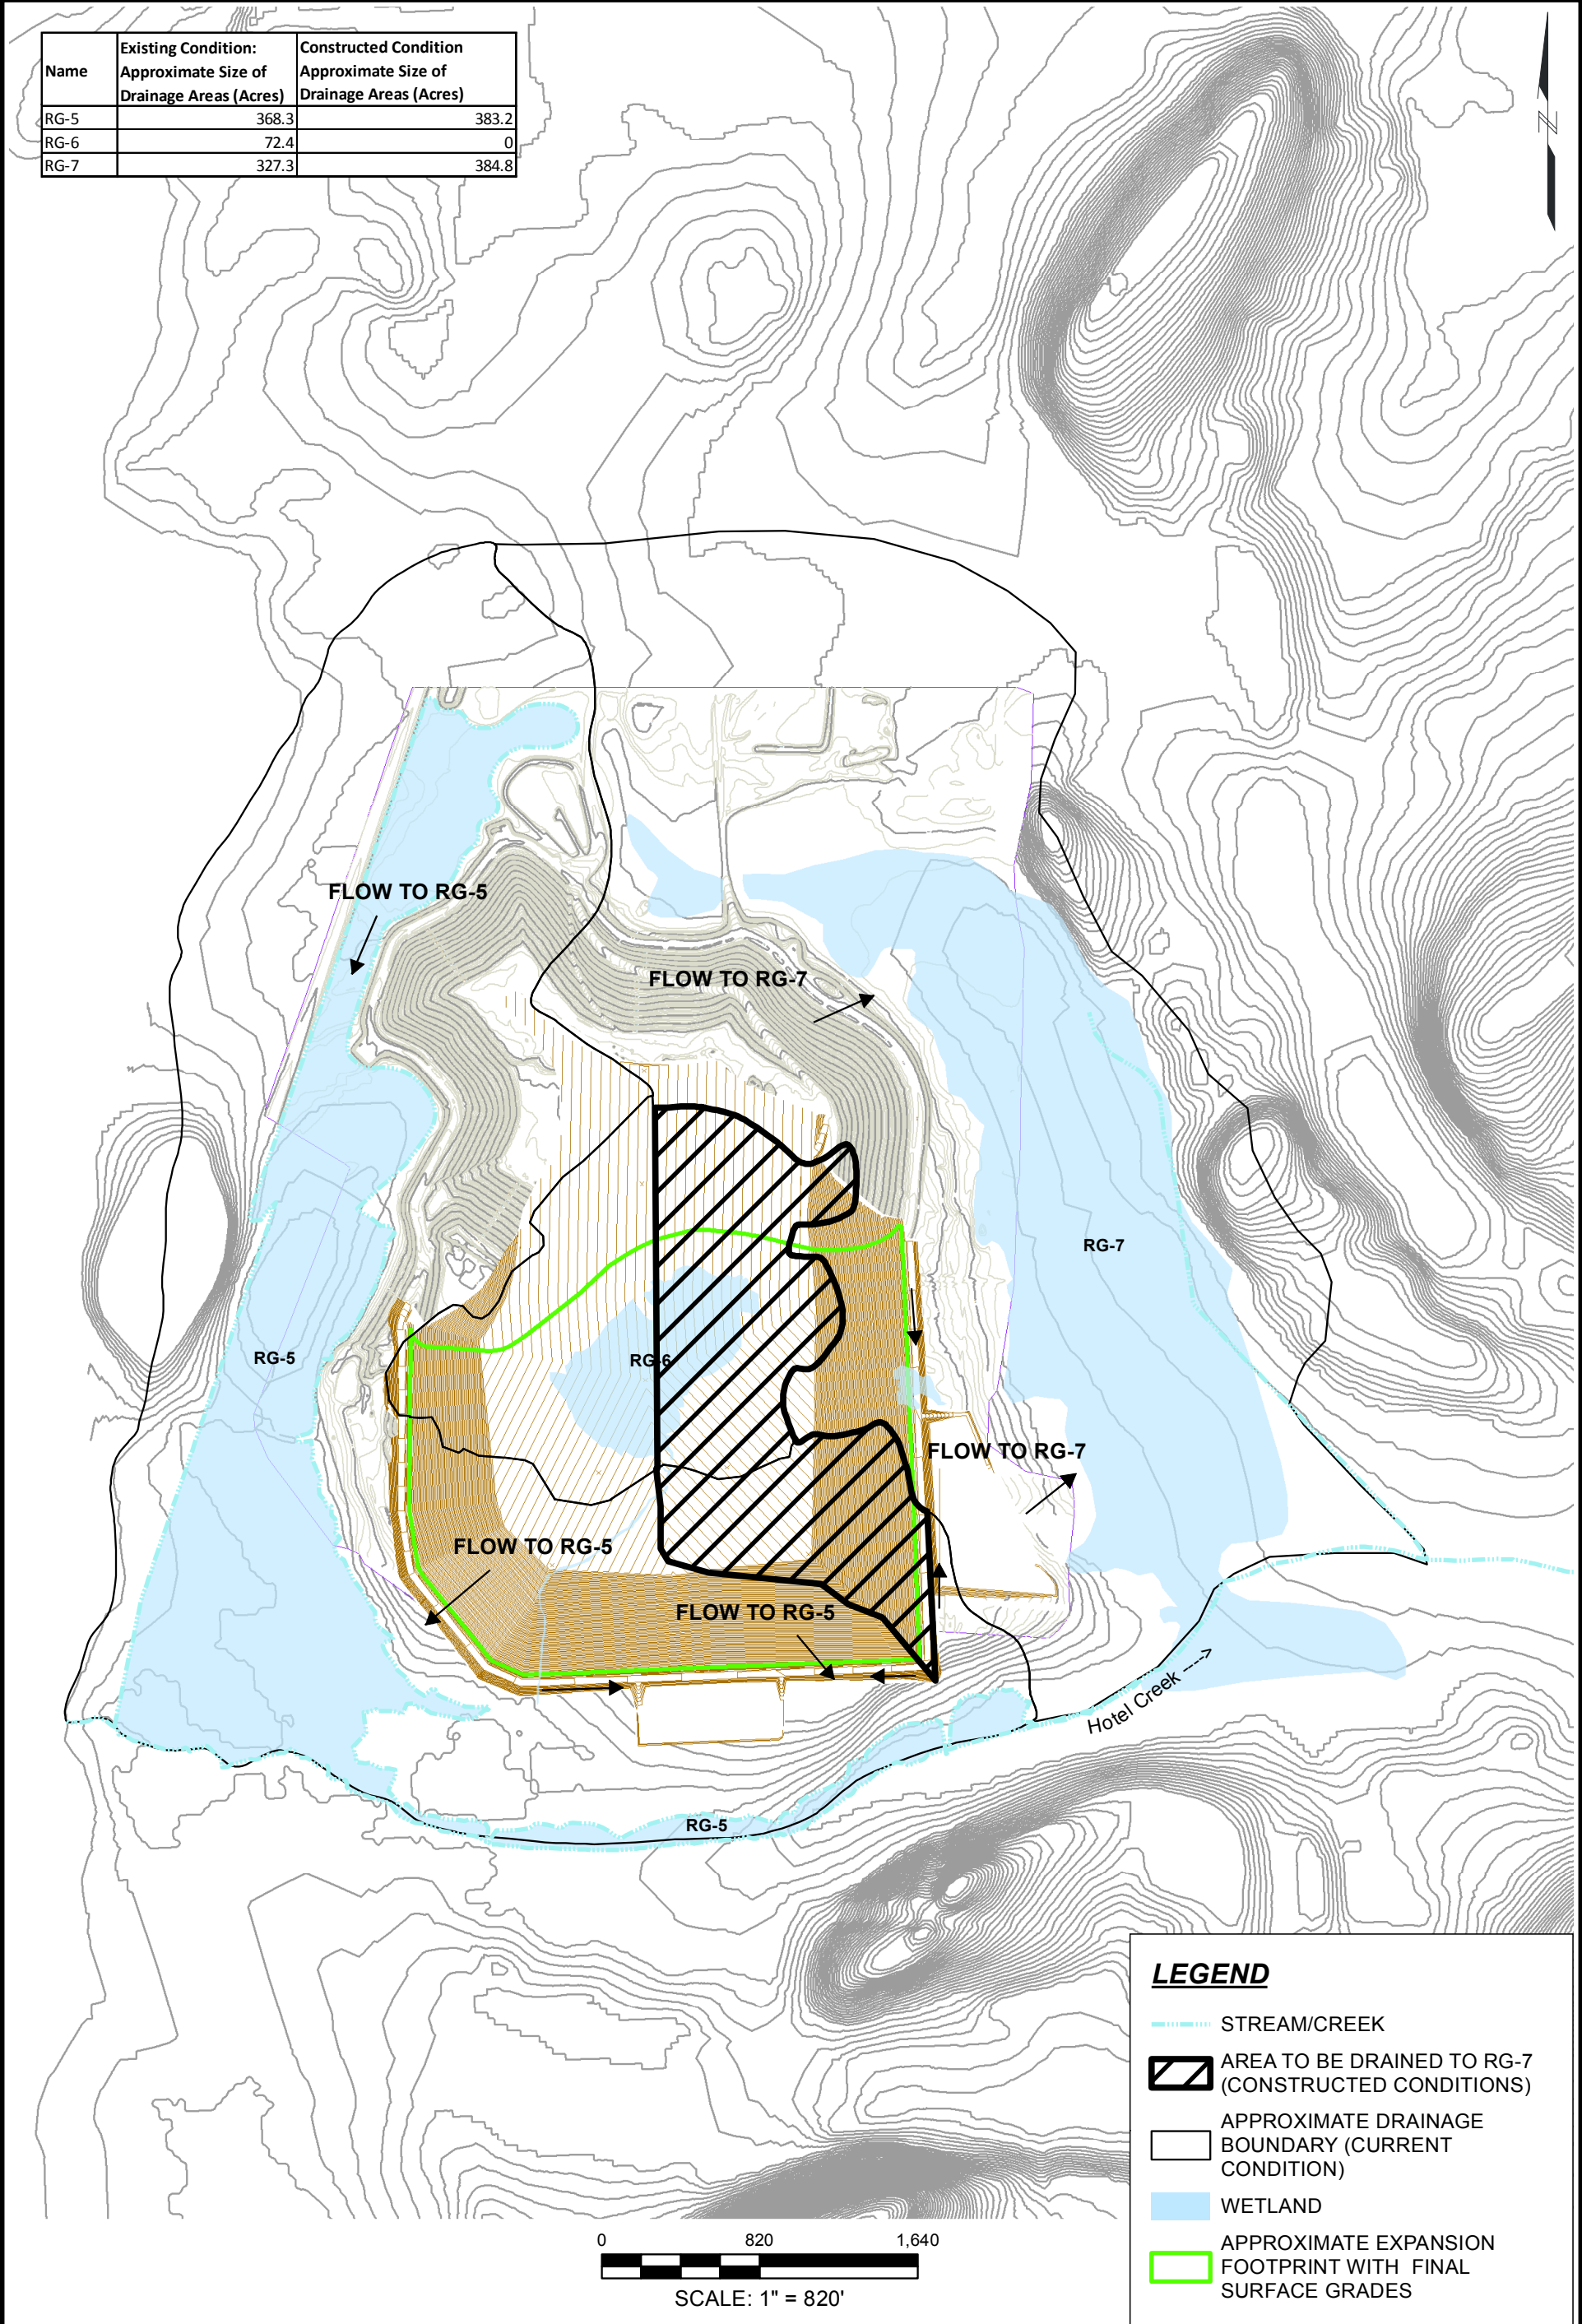 Name
Existing Condition:
Approximate Size of
Drainage Areas (Acres)
Constructed Condition
Approximate Size of
Drainage Areas (Acres)
RG-5 368.3 383.2
RG-6 72.4 0
RG-7 327.3 384.8
N
FLOW TO RG-5
FLOW TO RG-7
RG-7
RG-5
RG-6
FLOW TO RG-7
FLOW TO RG-5
FLOW TO RG-5
Hotel Creek --->
RG-5
LEGEND
STREAM/CREEK
AREA TO BE DRAINED TO RG-7
(CONSTRUCTED CONDITIONS)
APPROXIMATE DRAINAGE
BOUNDARY (CURRENT
CONDITION)
WETLAND
APPROXIMATE EXPANSION
FOOTPRINT WITH FINAL
SURFACE GRADES
0 820 1,640
SCALE: 1" = 820'